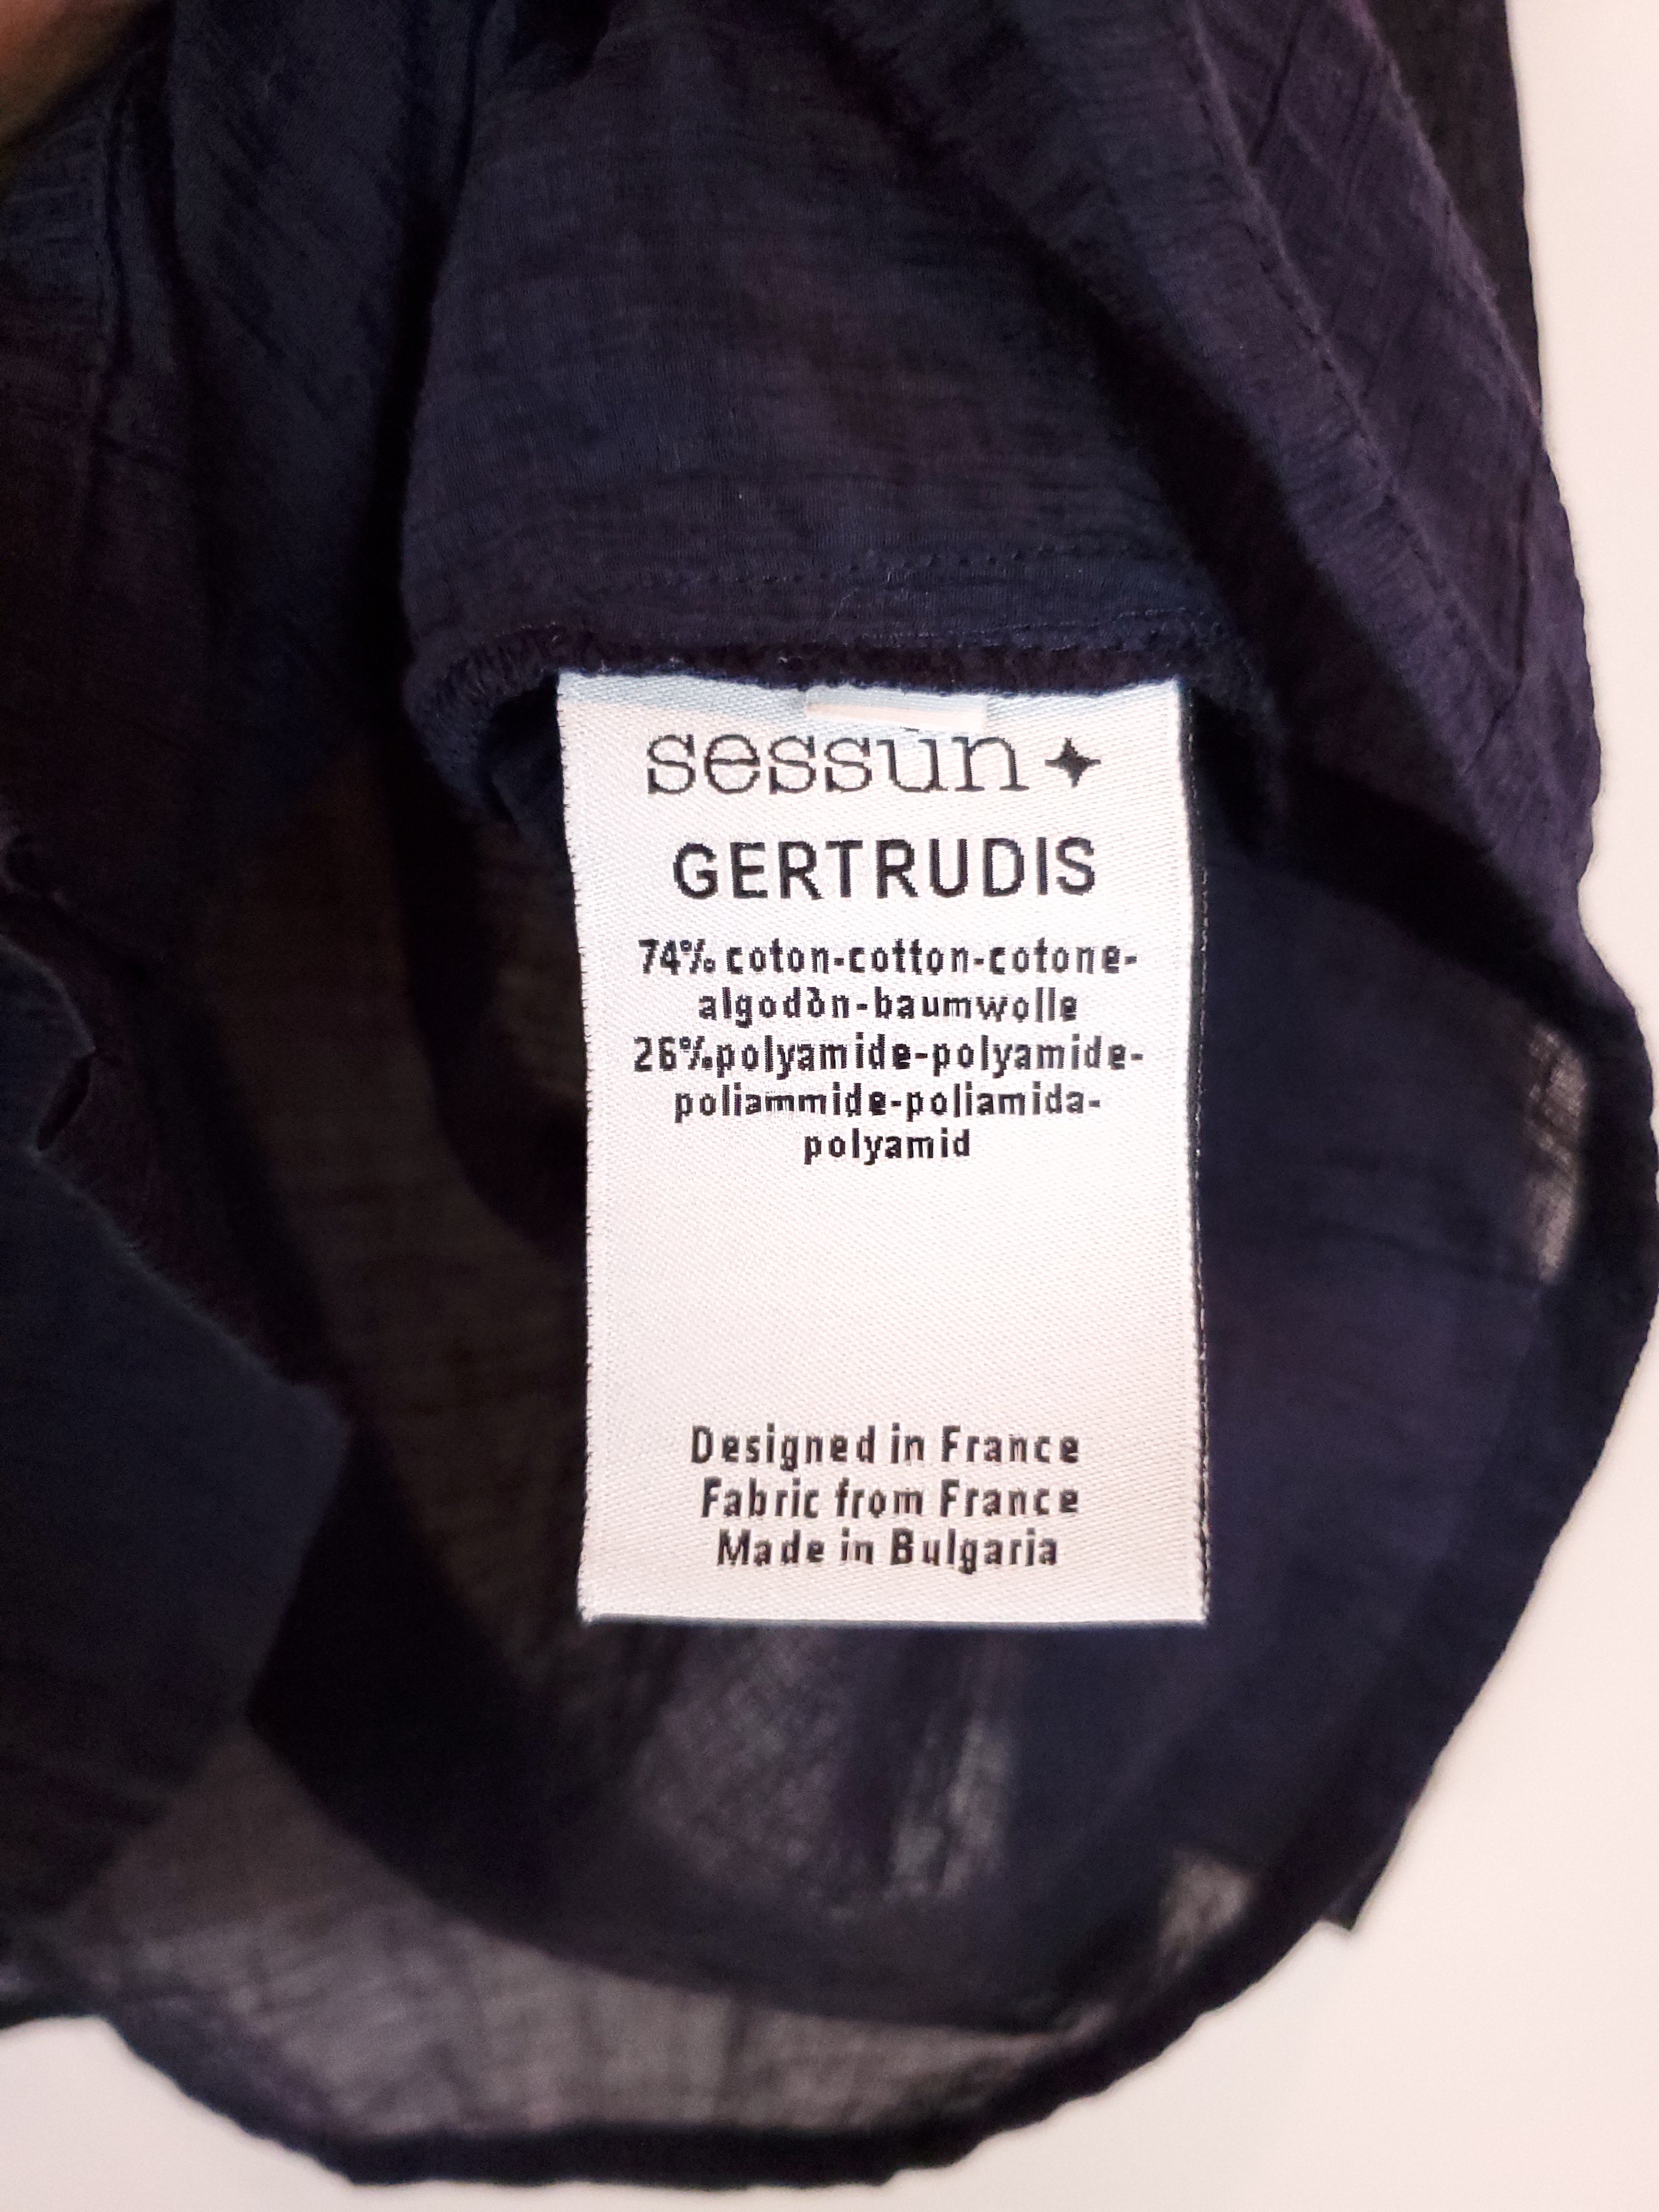 sessùn
GERTRUDIS
74% coton-cotton-cotone-
algodòn-baumwolle
26%polyamide-polyamide-
poliammide-poliamida-
polyamid
Designed in France
Fabric from France
Made in Bulgaria